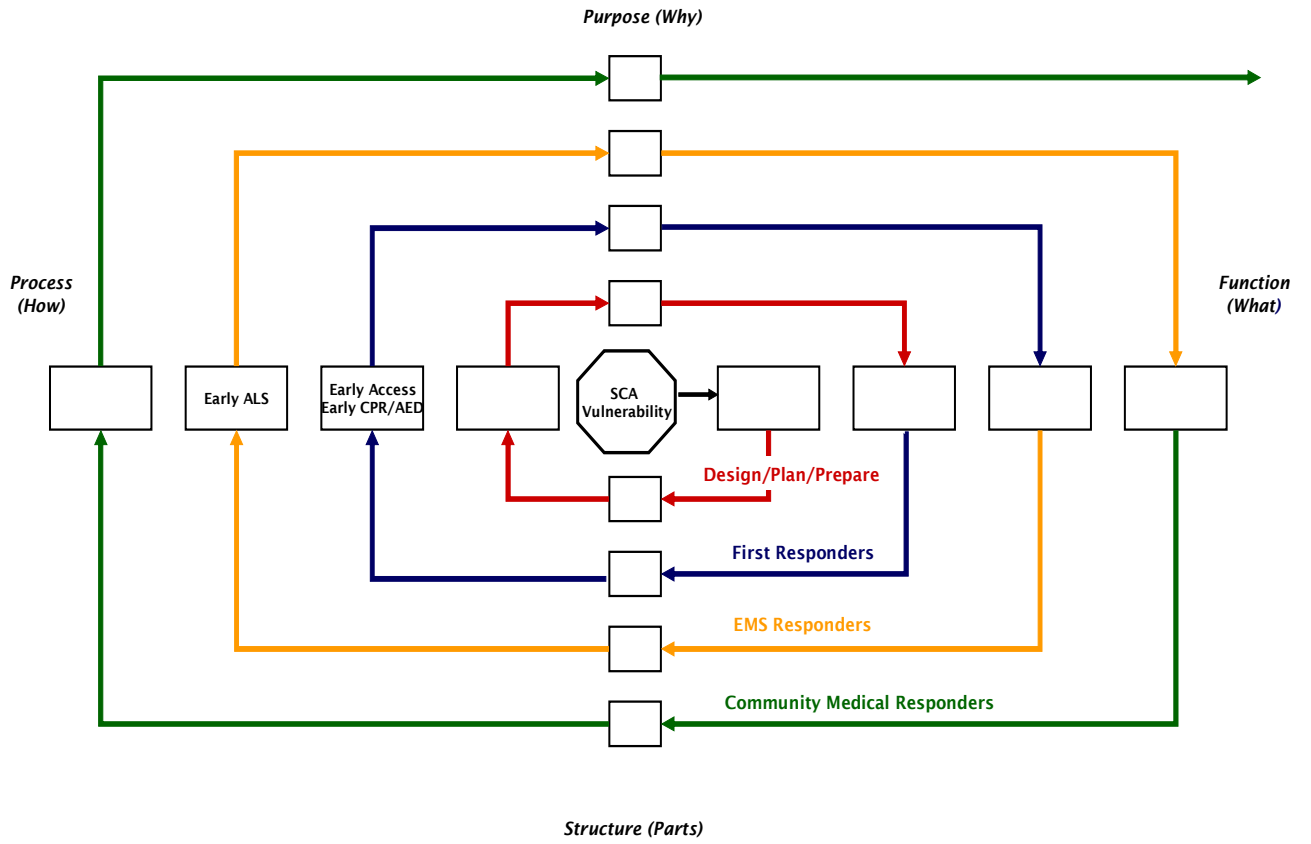 Purpose (Why)
Process
(How)
Function
(What)
Early ALS
Early Access
Early CPR/AED
SCA
Vulnerability
Design/Plan/Prepare
First Responders
EMS Responders
Community Medical Responders
Structure (Parts)